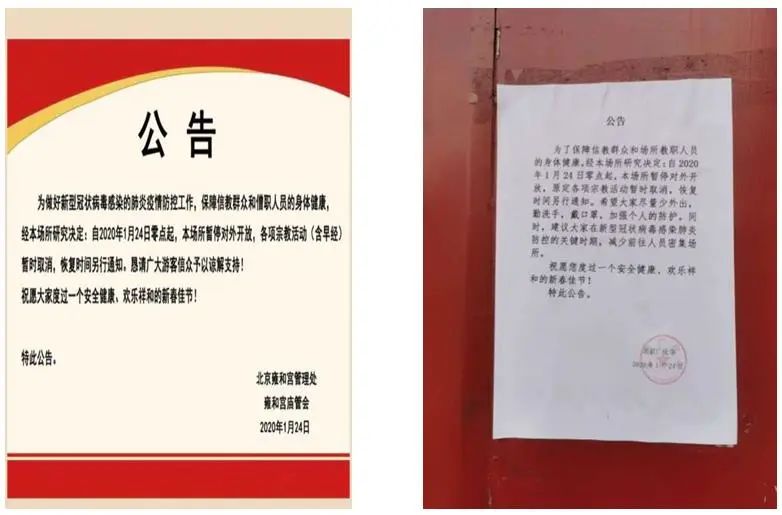 公告
为做好新型冠状病毒感染的肺炎疫情防控工作，保障信教群众和僧职人员的身体健康，
经本场所研究决定：自2020年1月24日零点起，本场所暂停对外开放，各项宗教活动（含早经）
暂时取消，恢复时间另行通知。恳请广大游客信众予以谅解支持！
祝愿大家度过一个安全健康、欢乐祥和的新春佳节！
特此公告。
北京雍和宫管理处
雍和宫庙管会
2020年1月24日
公告
为了保障信教群众和场所教职人员
的身体健康，经本场所研究决定：自2020
年1月24日零点起，本场所暂停对外开
放，原定各项宗教活动暂时取消，恢复
时间另行通知。希望大家尽量少外出，
勤洗手，戴口罩，加强个人的防护。同
时，建议大家在新型冠状病毒感染肺炎
防控的关键时期，减少前往人员密集场
所。
祝愿您度过一个安全健康、欢乐祥
和的新春佳节！
特此公告。
2020年1月24日